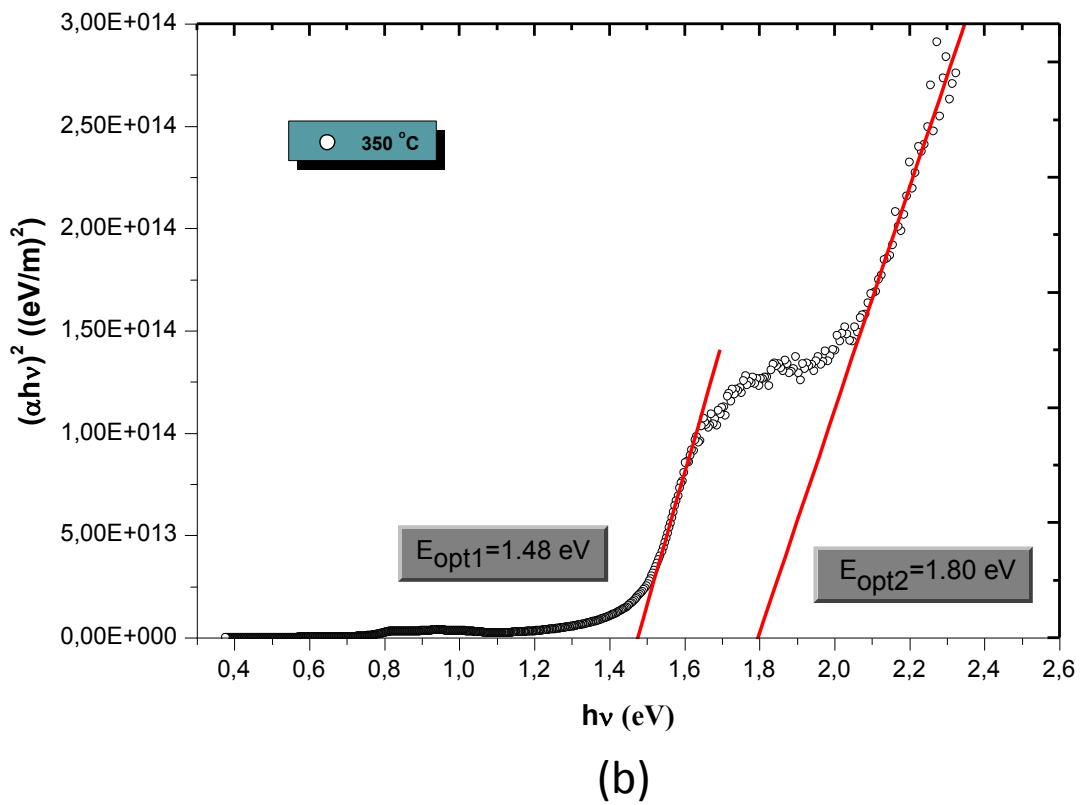 3,00E+014
2,50E+014
2,00E+014
1,50E+014
1,00E+014
5,00E+013
0,00E+000
(αhν)² ((eV/m)²)
350 °C
Eopt1=1.48 eV
Eopt2=1.80 eV
0,4 0,6 0,8 1,0 1,2 1,4 1,6 1,8 2,0 2,2 2,4 2,6
hν (eV)
(b)